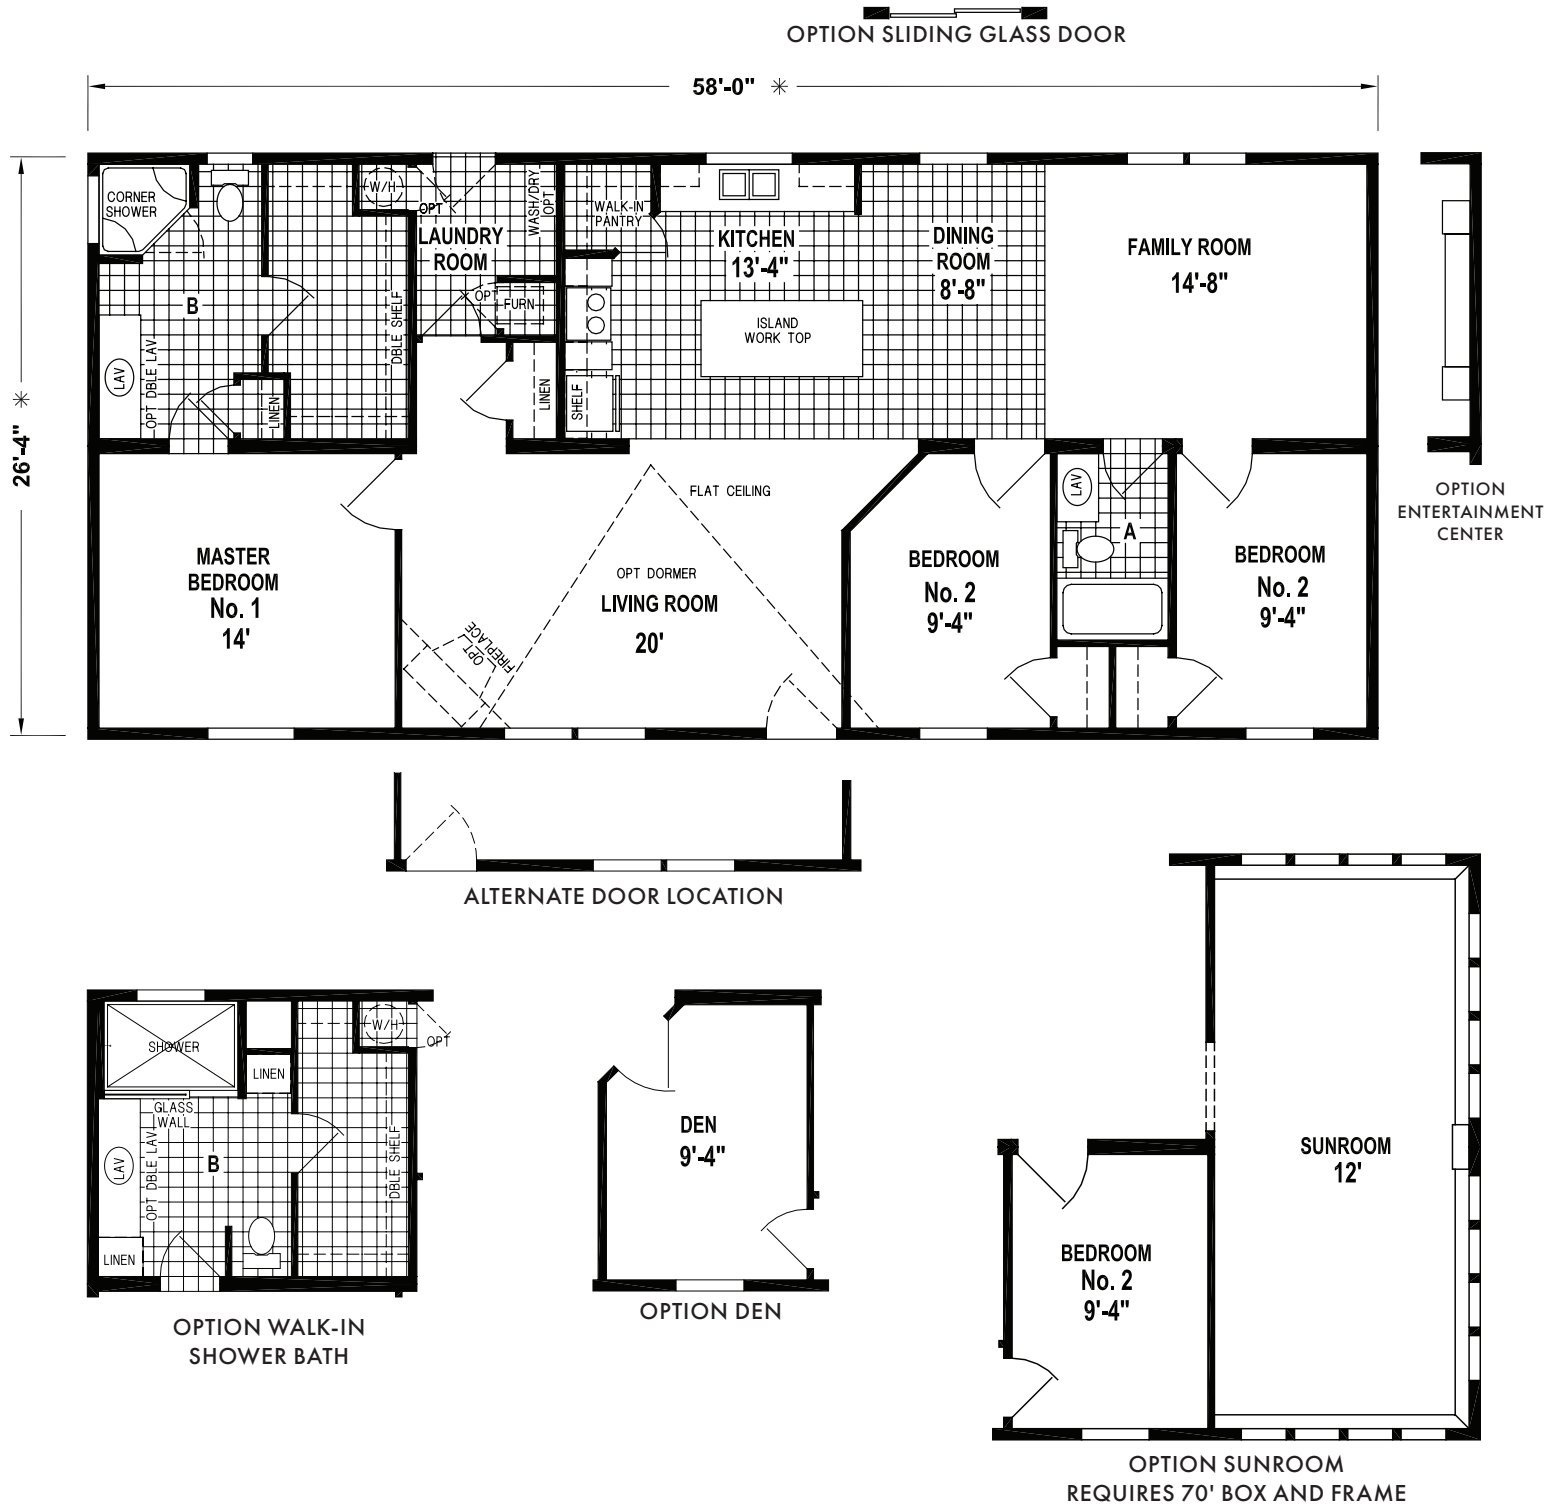 OPTION SLIDING GLASS DOOR
58'-0" ✳
26'-4" ✳
CORNER
SHOWER
W/H
OPT
WASH/DRY
OPT
LAUNDRY
ROOM
WALK-IN
PANTRY
KITCHEN
13'-4"
DINING
ROOM
8'-8"
FAMILY ROOM
14'-8"
B
DBLE SHELF
OPT
FURN
ISLAND
WORK TOP
LAV
OPT DBLE LAV
LINEN
LINEN
SHELF
OPTION
ENTERTAINMENT
CENTER
FLAT CEILING
LAV
A
MASTER
BEDROOM
No. 1
14'
OPT DORMER
LIVING ROOM
20'
OPT
FIREPLACE
BEDROOM
No. 2
9'-4"
BEDROOM
No. 2
9'-4"
ALTERNATE DOOR LOCATION
SHOWER
W/H
OPT
LINEN
GLASS
WALL
LAV
OPT DBLE LAV
B
DBLE SHELF
LINEN
OPTION WALK-IN
SHOWER BATH
DEN
9'-4"
OPTION DEN
SUNROOM
12'
BEDROOM
No. 2
9'-4"
OPTION SUNROOM
REQUIRES 70' BOX AND FRAME